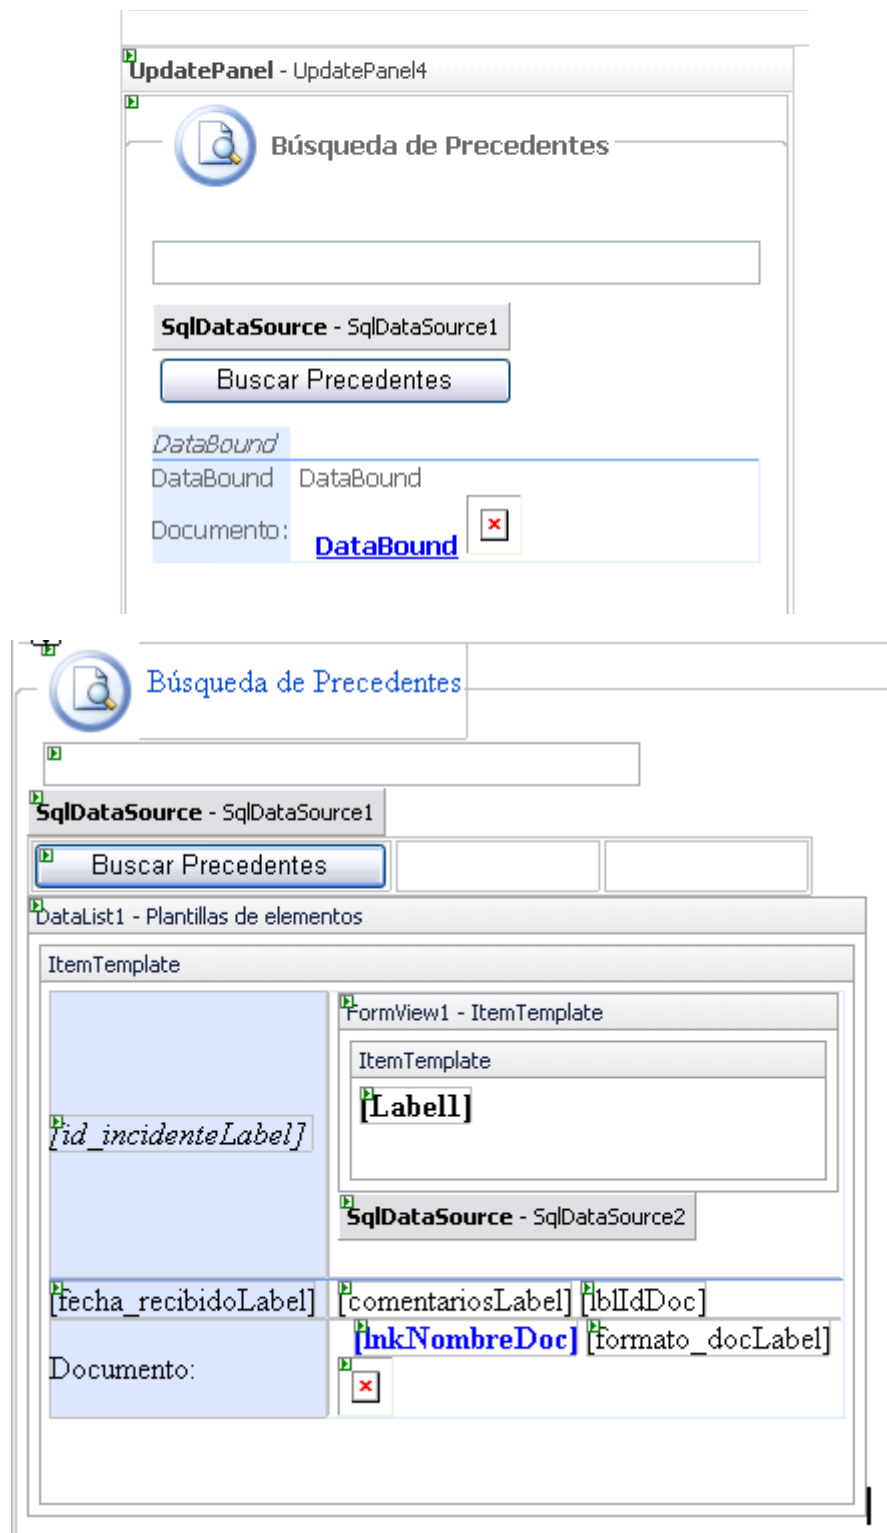 UpdatePanel - UpdatePanel4
Búsqueda de Precedentes
SqlDataSource - SqlDataSource1
Buscar Precedentes
DataBound
DataBound DataBound
Documento: DataBound
Búsqueda de Precedentes
SqlDataSource - SqlDataSource1
Buscar Precedentes
DataList1 - Plantillas de elementos
ItemTemplate
FormView1 - ItemTemplate
ItemTemplate
[Label1]
[id_incidenteLabel]
SqlDataSource - SqlDataSource2
[fecha_recibidoLabel] [comentariosLabel] [lblIdDoc]
[lnkNombreDoc] [formato_docLabel]
Documento: